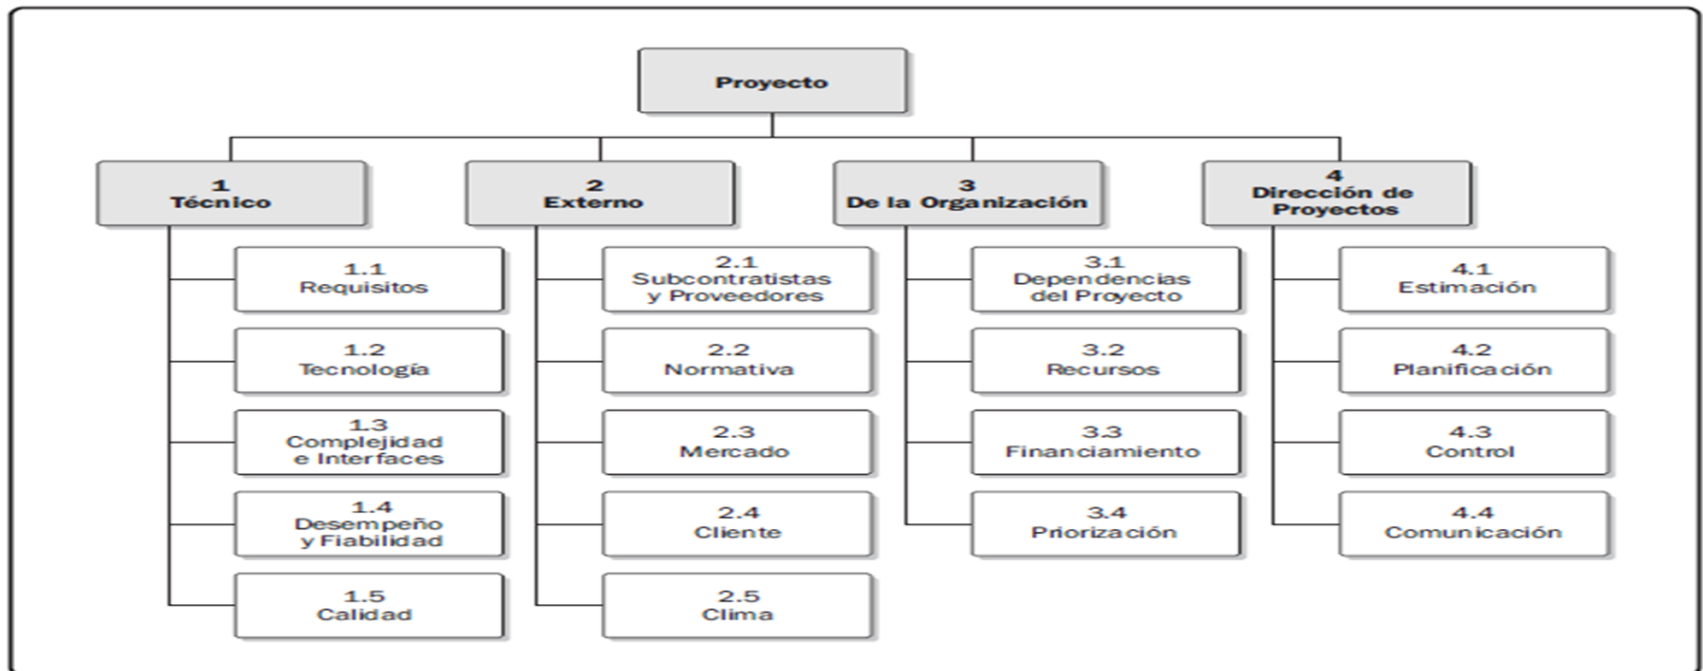 Proyecto
1
Técnico
2
Externo
3
De la Organización
4
Dirección de
Proyectos
1.1
Requisitos
1.2
Tecnología
1.3
Complejidad
e Interfaces
1.4
Desempeño
y Fiabilidad
1.5
Calidad
2.1
Subcontratistas
y Proveedores
2.2
Normativa
2.3
Mercado
2.4
Cliente
2.5
Clima
3.1
Dependencias
del Proyecto
3.2
Recursos
3.3
Financiamiento
3.4
Priorización
4.1
Estimación
4.2
Planificación
4.3
Control
4.4
Comunicación